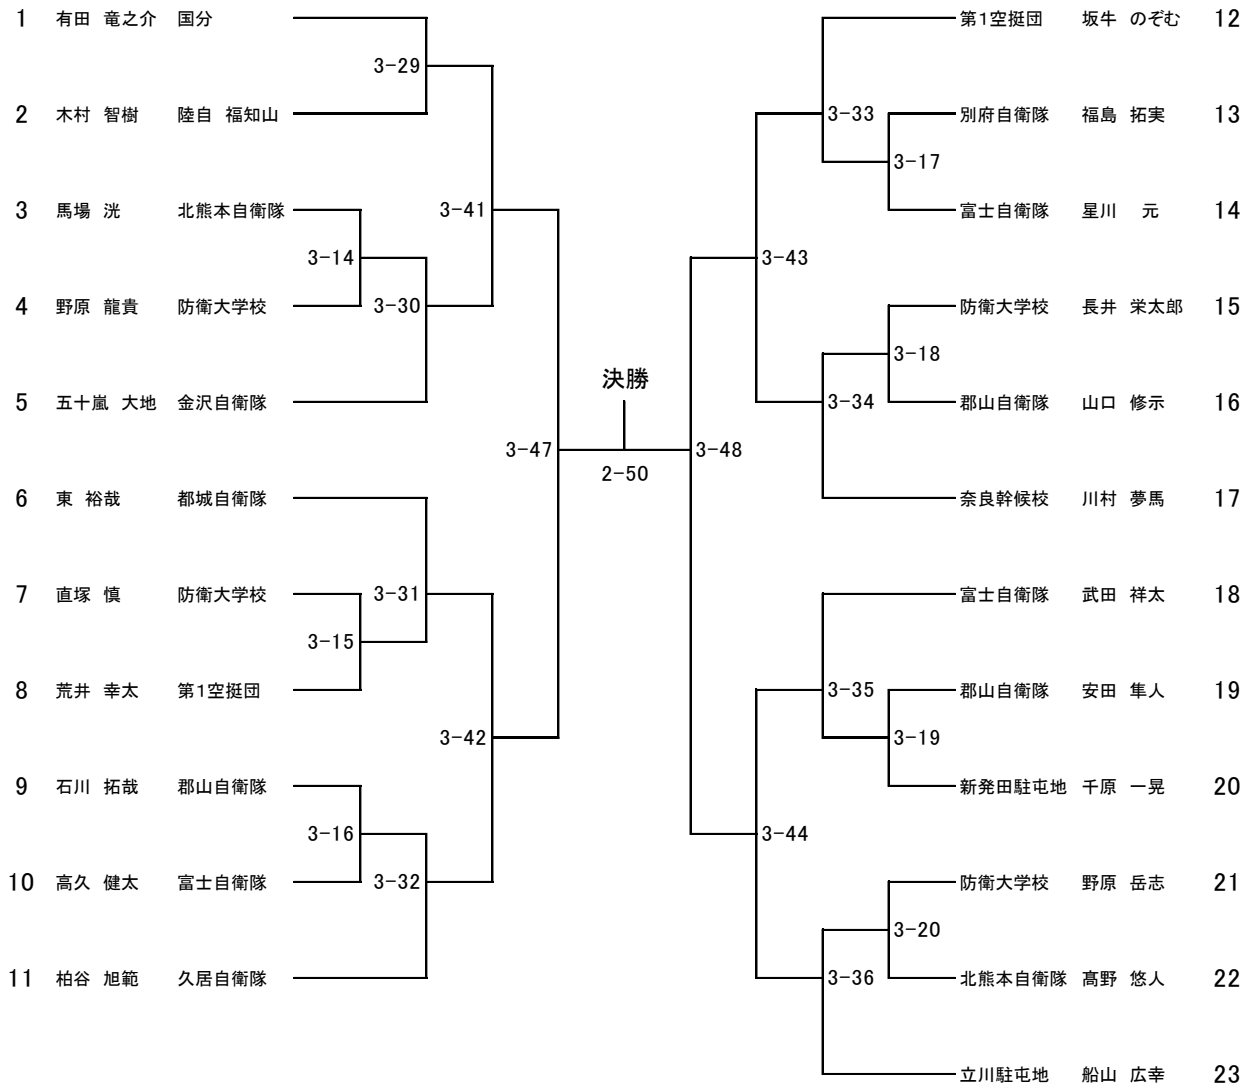 1 有田 竜之介 国分
3-29
2 木村 智樹 陸自 福知山
3 馬場 洸 北熊本自衛隊
3-41
3-14
4 野原 龍貴 防衛大学校
3-30
5 五十嵐 大地 金沢自衛隊
3-47
6 東 裕哉 都城自衛隊
7 直塚 慎 防衛大学校
3-31
3-15
8 荒井 幸太 第1空挺団
3-42
9 石川 拓哉 郡山自衛隊
3-16
10 高久 健太 富士自衛隊
3-32
11 柏谷 旭範 久居自衛隊
決勝
2-50
第1空挺団 坂牛 のぞむ 12
3-33
別府自衛隊 福島 拓実 13
3-17
富士自衛隊 星川 元 14
3-43
防衛大学校 長井 栄太郎 15
3-18
3-34
郡山自衛隊 山口 修示 16
3-48
奈良幹候校 川村 夢馬 17
富士自衛隊 武田 祥太 18
3-35
郡山自衛隊 安田 隼人 19
3-19
新発田駐屯地 千原 一晃 20
3-44
防衛大学校 野原 岳志 21
3-20
3-36
北熊本自衛隊 髙野 悠人 22
立川駐屯地 船山 広幸 23